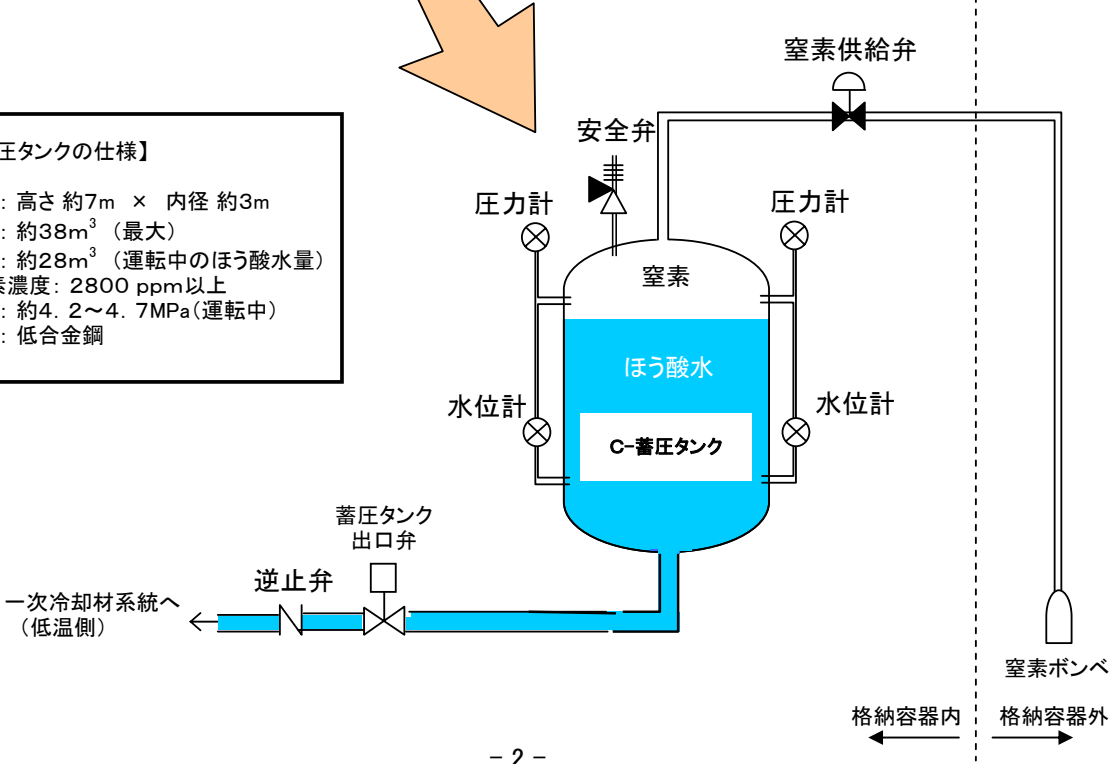 圧タンクの仕様】
: 高さ 約7m × 内径 約3m
: 約38m³ (最大)
: 約28m³ (運転中のほう酸水量)
素濃度: 2800 ppm以上
: 約4. 2～4. 7MPa(運転中)
: 低合金鋼
窒素供給弁
安全弁
圧力計
圧力計
窒素
ほう酸水
水位計
水位計
C-蓄圧タンク
蓄圧タンク
出口弁
逆止弁
一次冷却材系統へ
(低温側)
窒素ボンベ
格納容器内
格納容器外
－２－